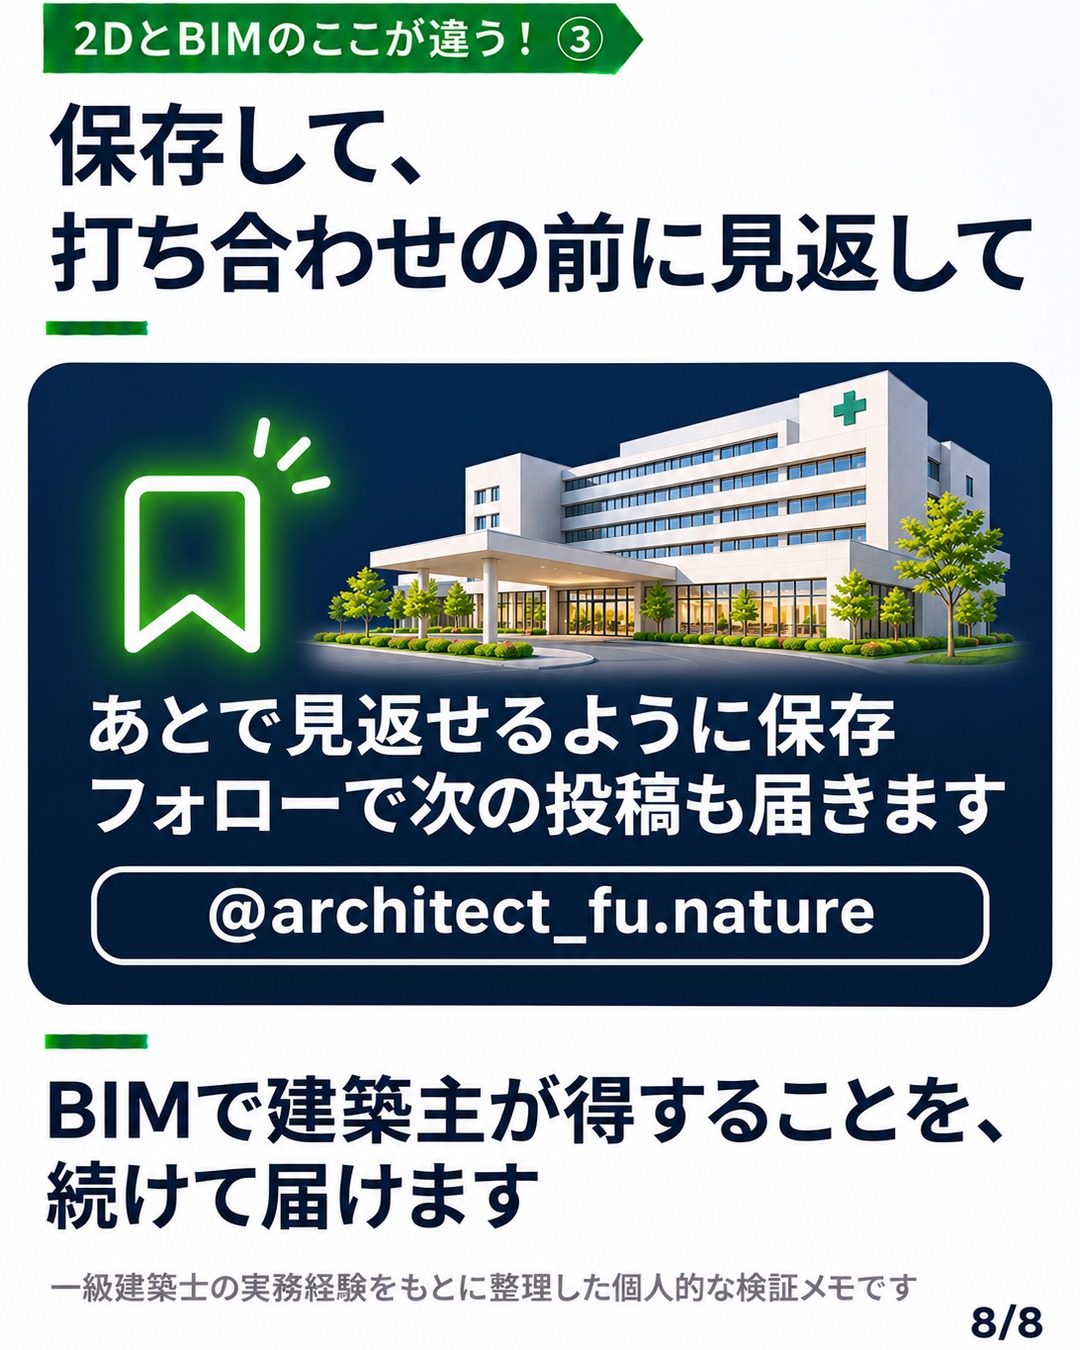 2DとBIMのここが違う！③
保存して、
打ち合わせの前に見返して
あとで見返せるように保存
フォローで次の投稿も届きます
@architect_fu.nature
BIMで建築主が得することを、
続けて届けます
一級建築士の実務経験をもとに整理した個人的な検証メモです
8/8